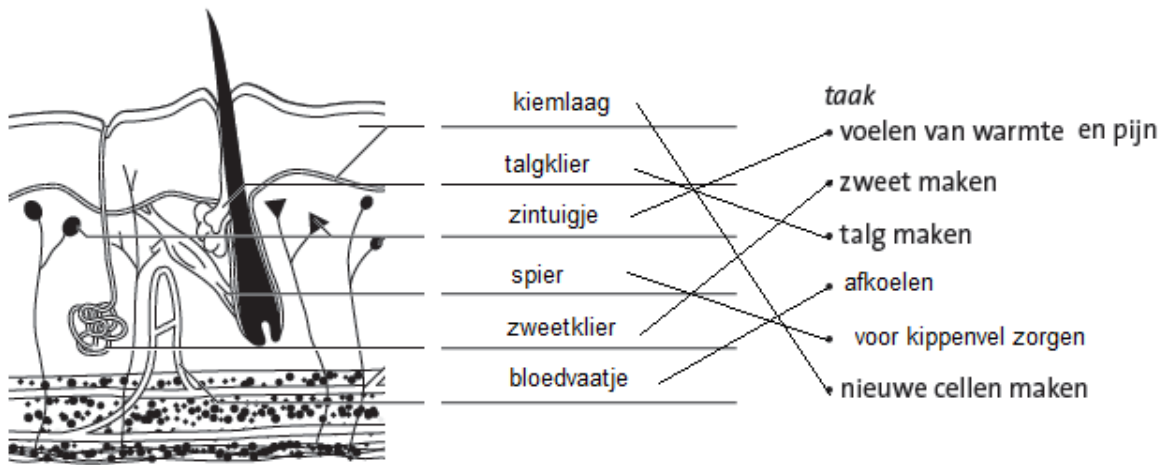 kiemlaag
talgklier
zintuigje
spier
zweetklier
bloedvaatje
taak
voelen van warmte en pijn
zweet maken
talg maken
afkoelen
voor kippenvel zorgen
nieuwe cellen maken